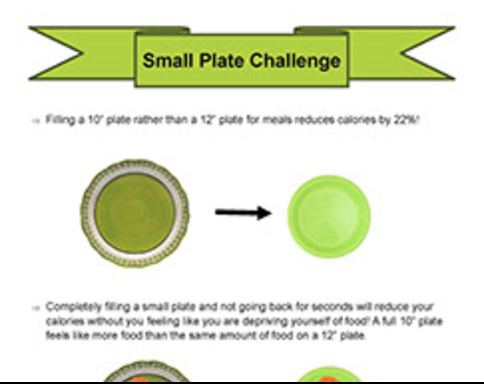 Small Plate Challenge
Filling a 10" plate rather than a 12" plate for meals reduces calories by 22%!
Completely filling a small plate and not going back for seconds will reduce your
calories without you feeling like you are depriving yourself of food! A full 10" plate
feels like more food than the same amount of food on a 12" plate.